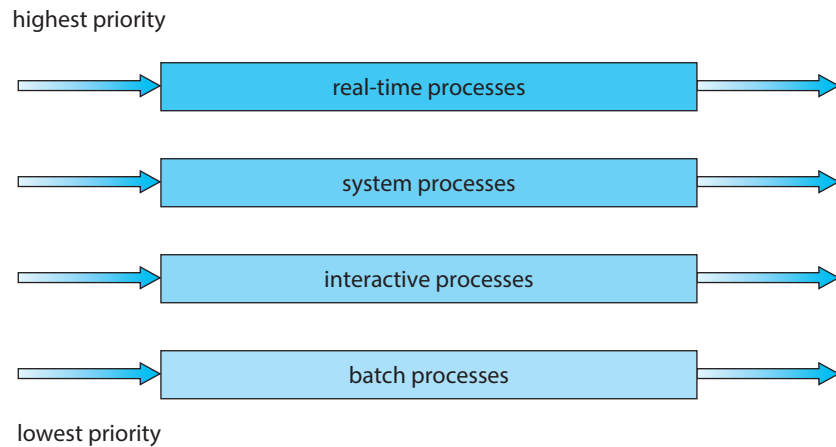 highest priority
real-time processes
system processes
interactive processes
batch processes
lowest priority